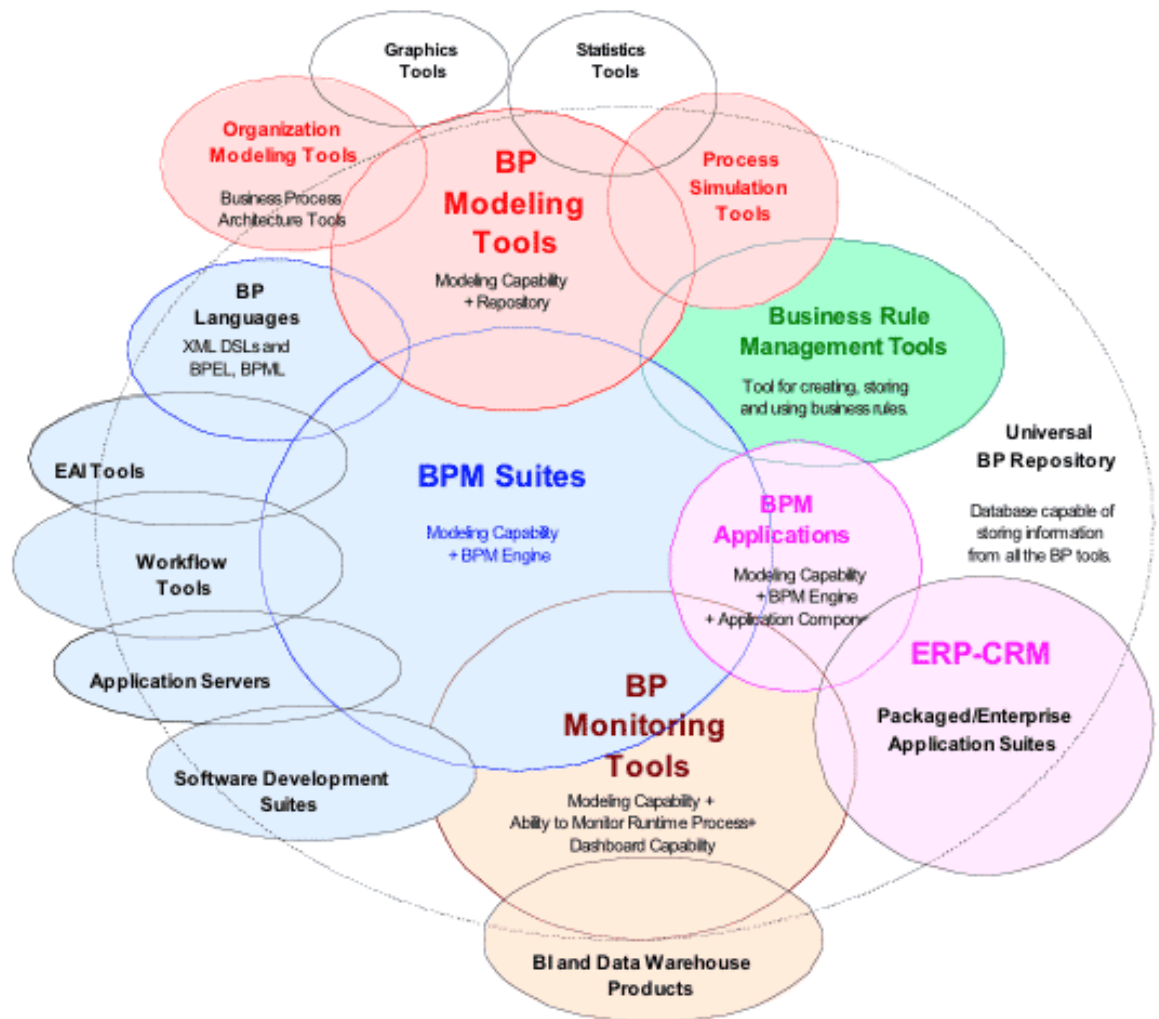 Graphics
Tools
Statistics
Tools
Organization
Modeling Tools
Business Process
Architecture Tools
BP
Modeling
Tools
Modeling Capability
+ Repository
Process
Simulation
Tools
BP
Languages
XML DSLs and
BPEL, BPML
Business Rule
Management Tools
Tool for creating, storing
and using business rules.
EAI Tools
BPM Suites
Modeling Capability
+ BPM Engine
Universal
BP Repository
Database capable of
storing information
from all the BP tools.
BPM
Applications
Modeling Capability
+ BPM Engine
+ Application Compone
Workflow
Tools
Application Servers
ERP-CRM
Packaged/Enterprise
Application Suites
BP
Monitoring
Tools
Modeling Capability +
Ability to Monitor Runtime Process+
Dashboard Capability
Software Development
Suites
BI and Data Warehouse
Products